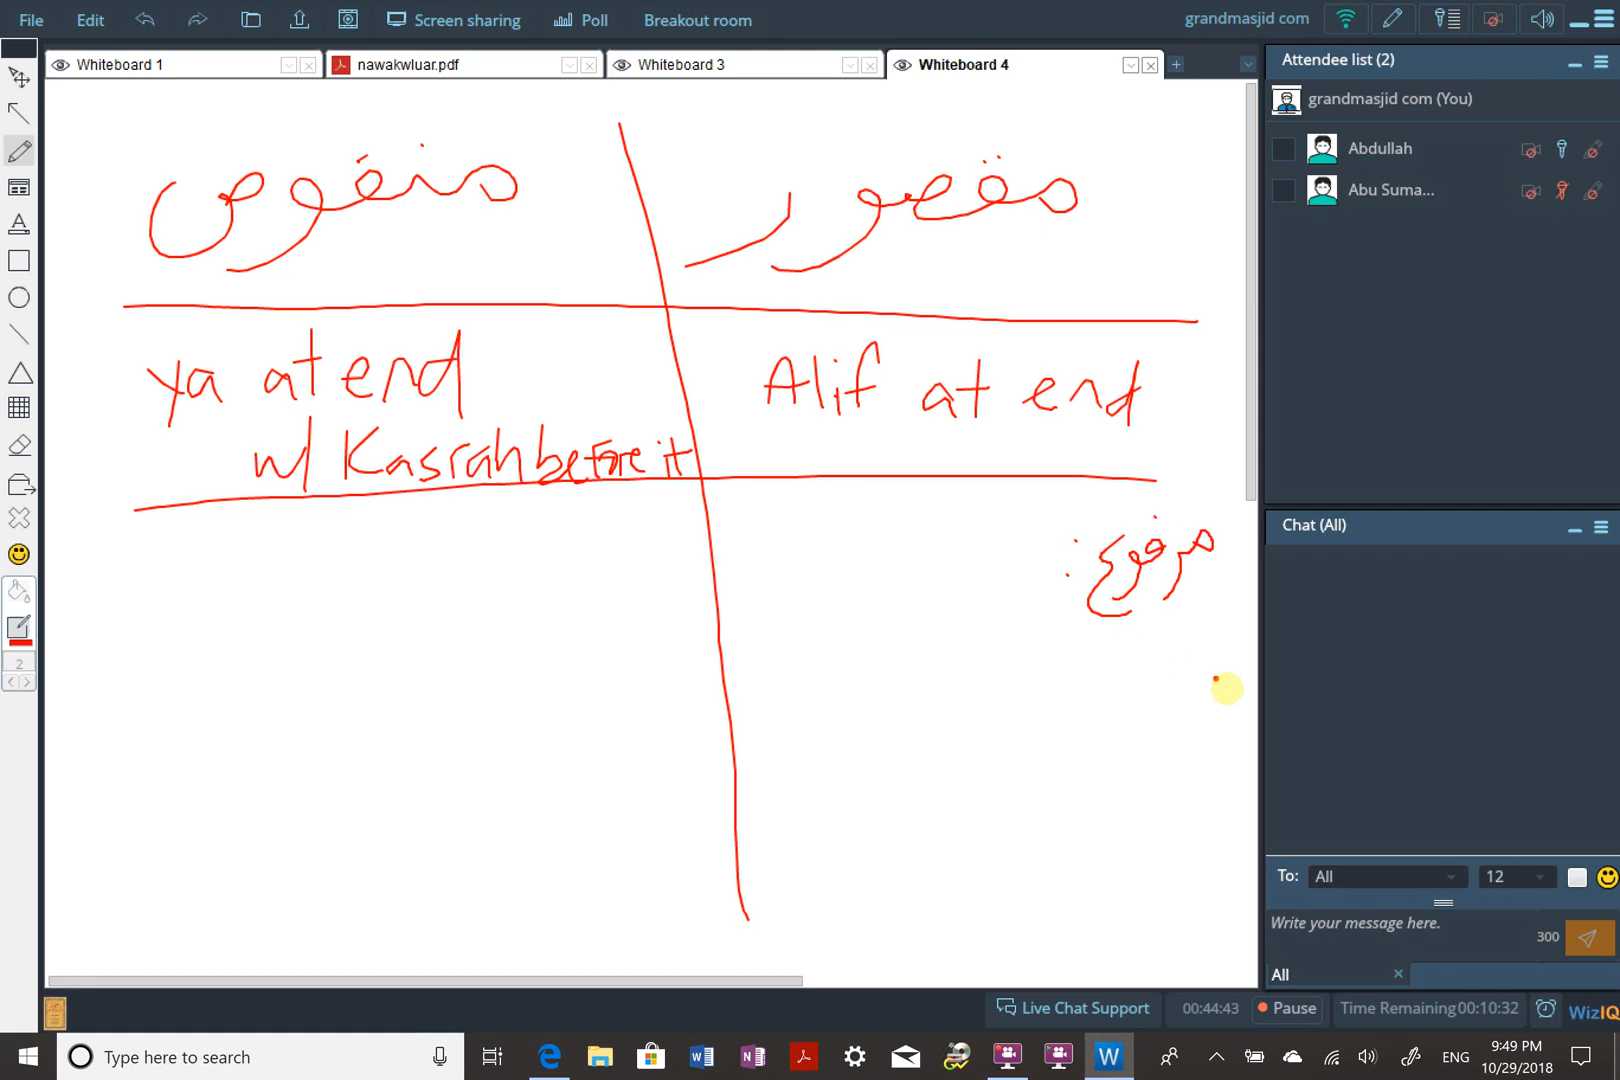 File Edit Screen sharing Poll Breakout room grandmasjid com
Whiteboard 1 nawakwluar.pdf Whiteboard 3 Whiteboard 4 +
Attendee list (2)
grandmasjid com (You)
Abdullah
Abu Suma...
مقصور منقوص
Ya at end Alif at end
w/ Kasrah before it
مرفوع :
2
Chat (All)
To: All 12
Write your message here.
300
All
Live Chat Support 00:44:43 Pause Time Remaining 00:10:32 WizIQ
Type here to search
ENG 9:49 PM
10/29/2018